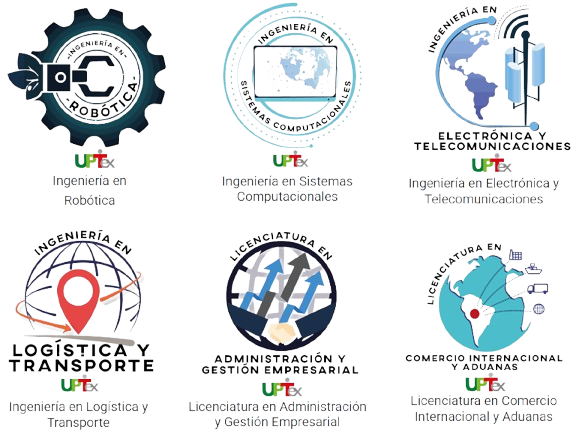 INGENIERÍA EN
ROBÓTICA
UPTex
Ingeniería en
Robótica
INGENIERÍA EN
SISTEMAS COMPUTACIONALES
UPTex
Ingeniería en Sistemas
Computacionales
INGENIERÍA EN
ELECTRÓNICA Y
TELECOMUNICACIONES
UPTex
Ingeniería en Electrónica y
Telecomunicaciones
INGENIERÍA EN
LOGÍSTICA Y
TRANSPORTE
UPTex
Ingeniería en Logística y
Transporte
LICENCIATURA EN
ADMINISTRACIÓN Y
GESTIÓN EMPRESARIAL
UPTex
Licenciatura en Administración
y Gestión Empresarial
LICENCIATURA EN
COMERCIO INTERNACIONAL
Y ADUANAS
UPTex
Licenciatura en Comercio
Internacional y Aduanas